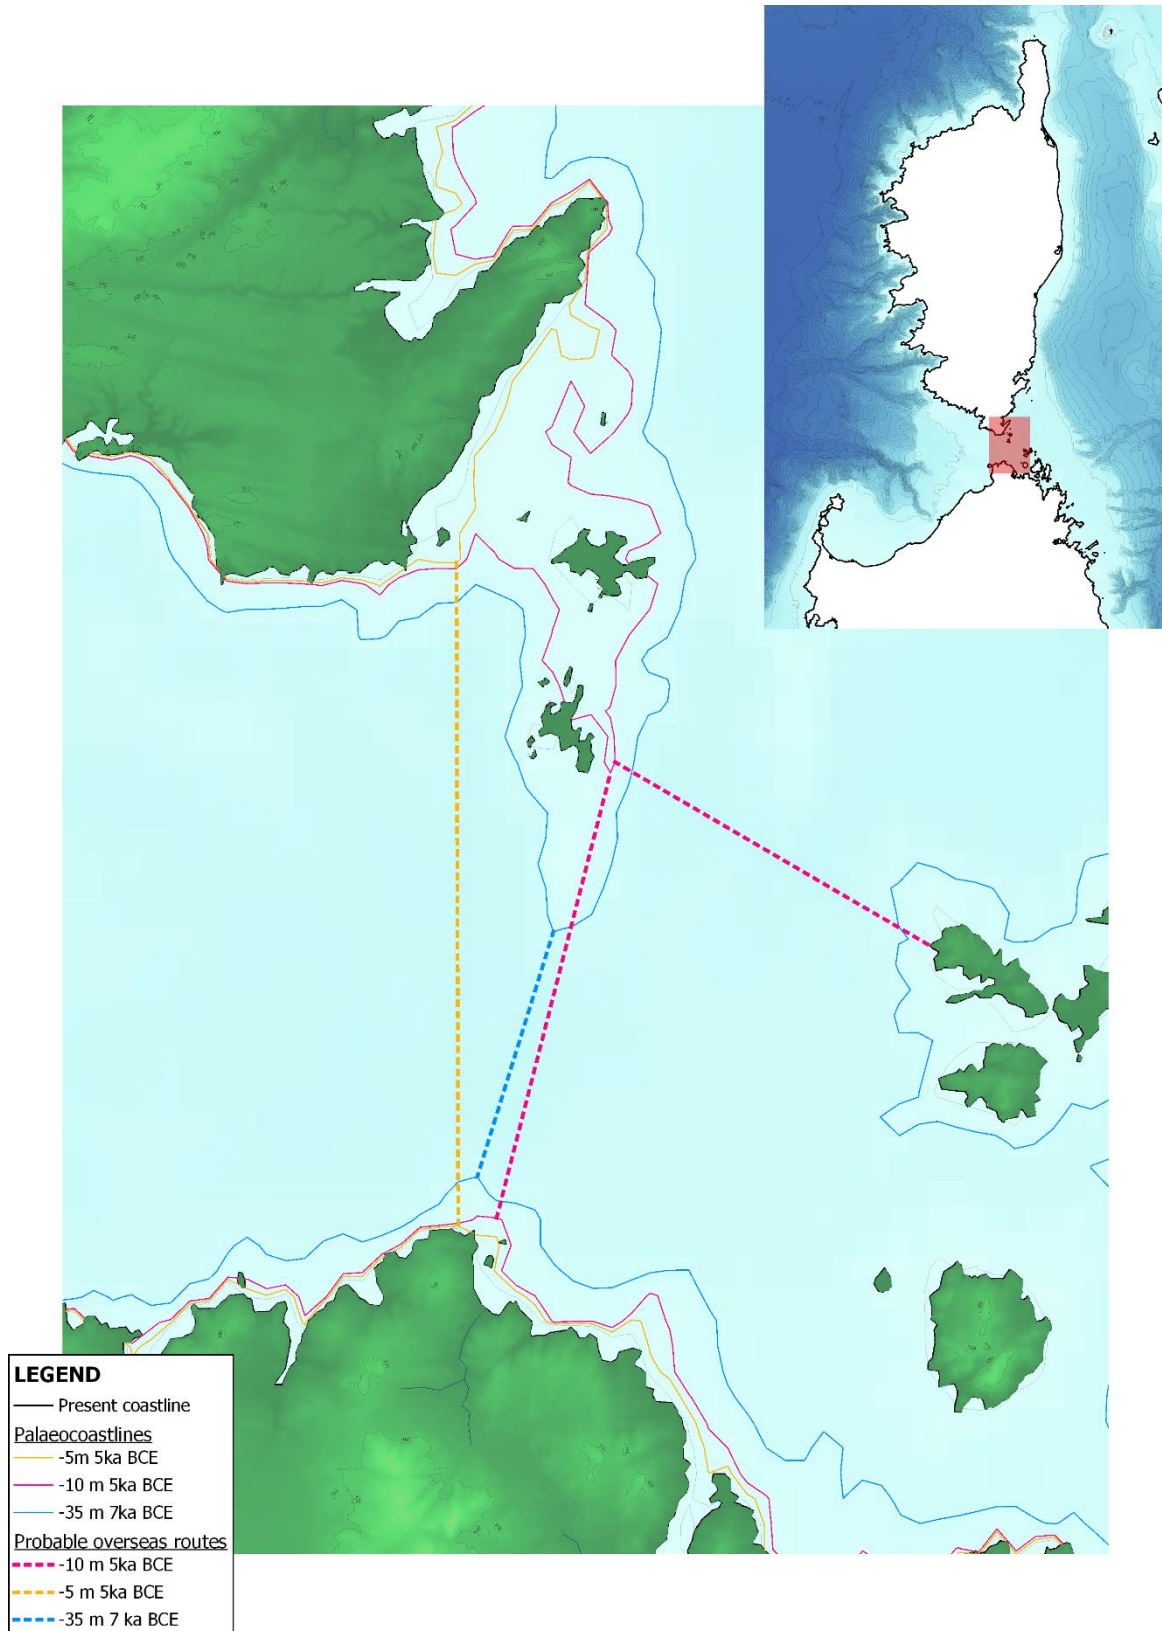 LEGEND
Present coastline
Palaeocoastlines
-5m 5ka BCE
-10 m 5ka BCE
-35 m 7ka BCE
Probable overseas routes
-10 m 5ka BCE
-5 m 5ka BCE
-35 m 7 ka BCE